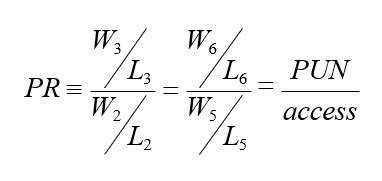 PR ≡ (W₃/L₃)/(W₂/L₂) = (W₆/L₆)/(W₅/L₅) = PUN/access